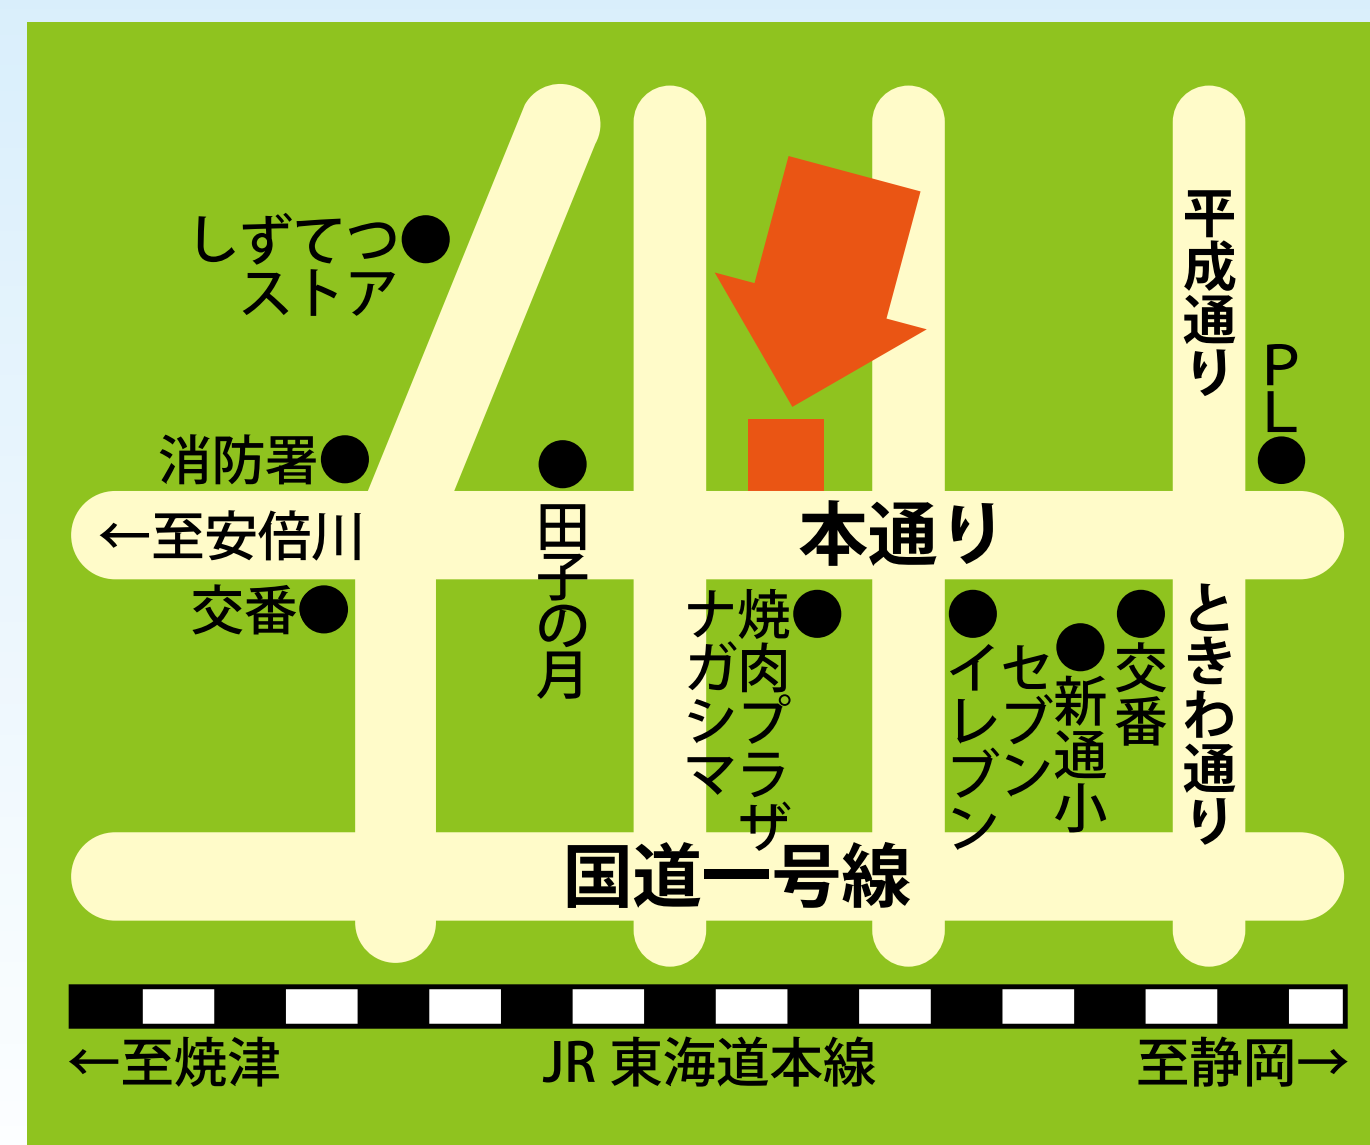 しずてつ
ストア
平成通り
PL
消防署
←至安倍川
本通り
交番
田子の月
焼肉プラザ
ナガシマ
セブン
イレブン
新通小
交番
ときわ通り
国道一号線
←至焼津
JR 東海道本線
至静岡→